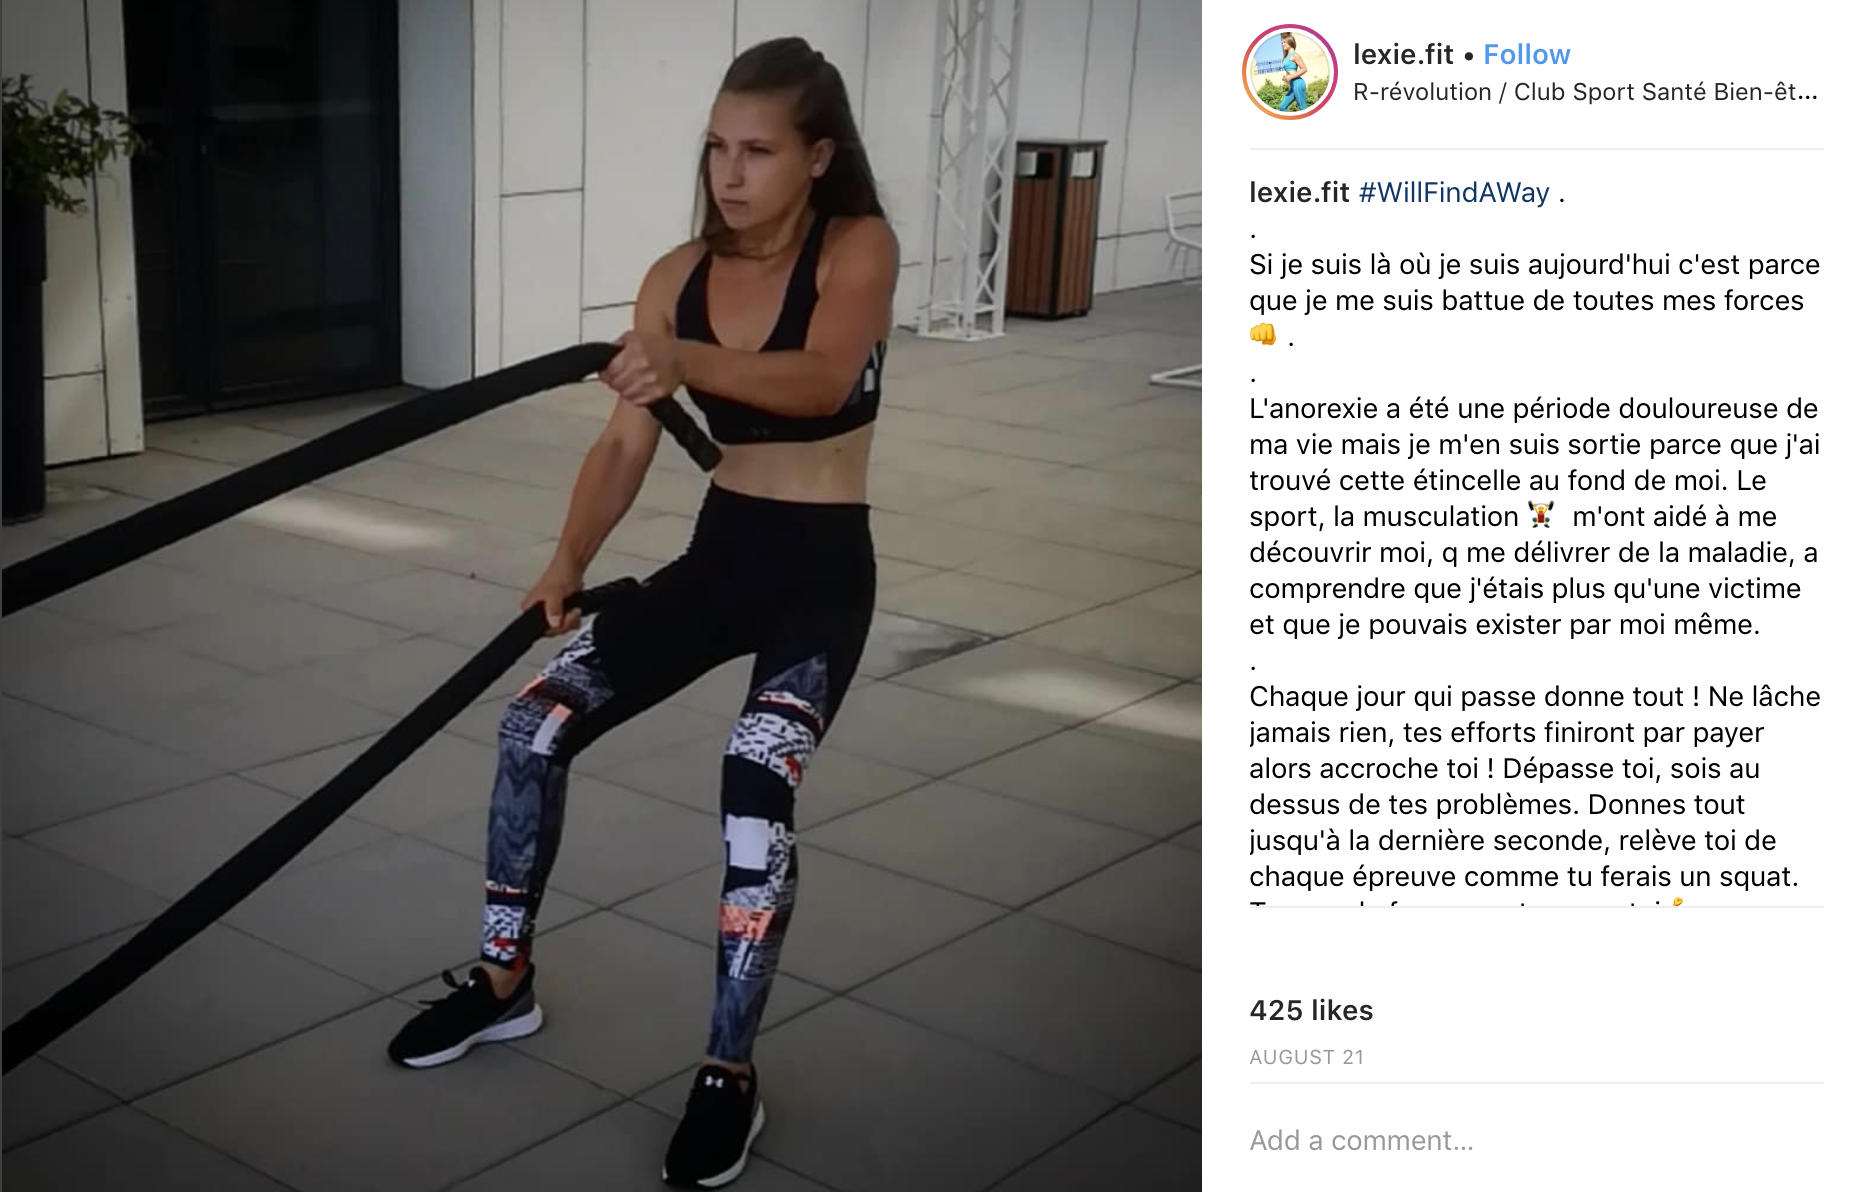 lexie.fit • Follow
R-révolution / Club Sport Santé Bien-êt...
lexie.fit #WillFindAWay .
.
Si je suis là où je suis aujourd'hui c'est parce
que je me suis battue de toutes mes forces
👊 .
.
L'anorexie a été une période douloureuse de
ma vie mais je m'en suis sortie parce que j'ai
trouvé cette étincelle au fond de moi. Le
sport, la musculation 🏋️ m'ont aidé à me
découvrir moi, q me délivrer de la maladie, a
comprendre que j'étais plus qu'une victime
et que je pouvais exister par moi même.
.
Chaque jour qui passe donne tout ! Ne lâche
jamais rien, tes efforts finiront par payer
alors accroche toi ! Dépasse toi, sois au
dessus de tes problèmes. Donnes tout
jusqu'à la dernière seconde, relève toi de
chaque épreuve comme tu ferais un squat.
425 likes
AUGUST 21
Add a comment...